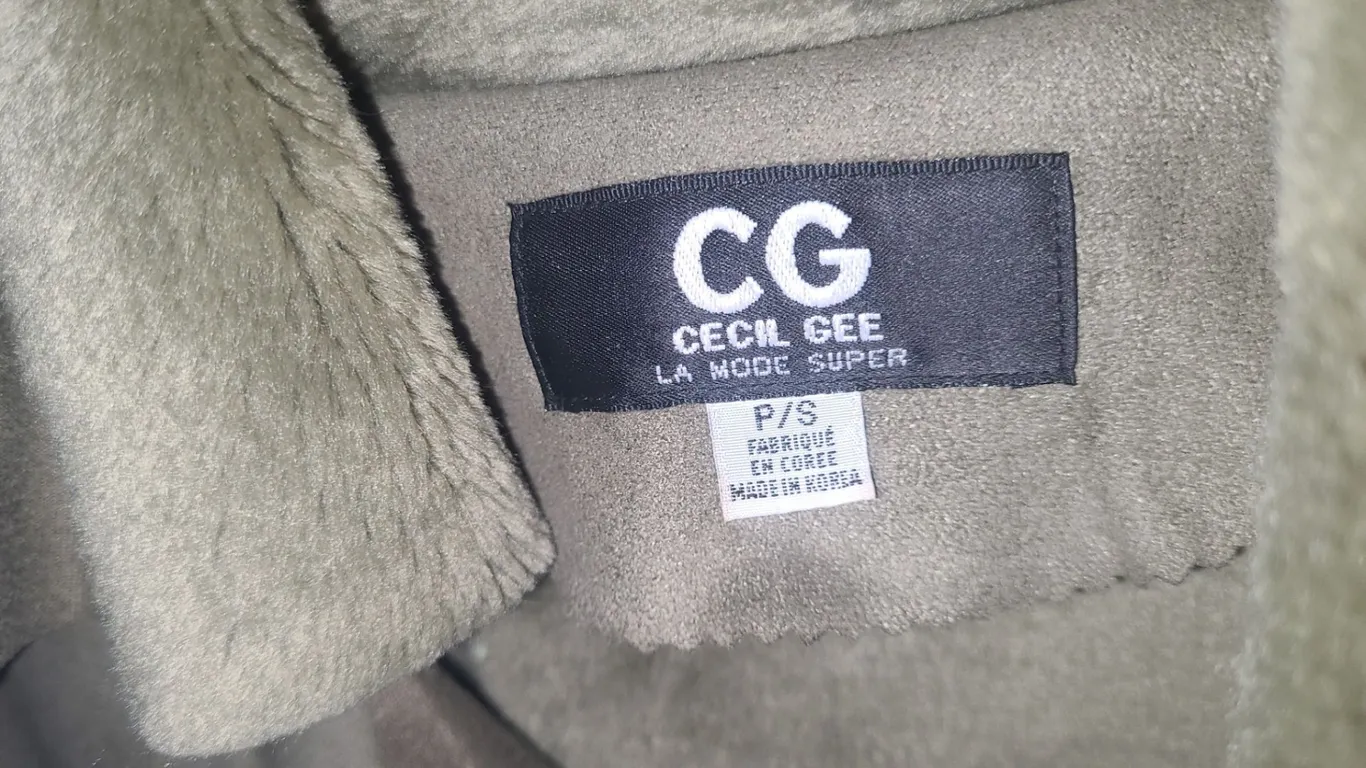 CG
CECIL GEE
LA MODE SUPER
P/S
FABRIQUÉ
EN COREE
MADE IN KOREA